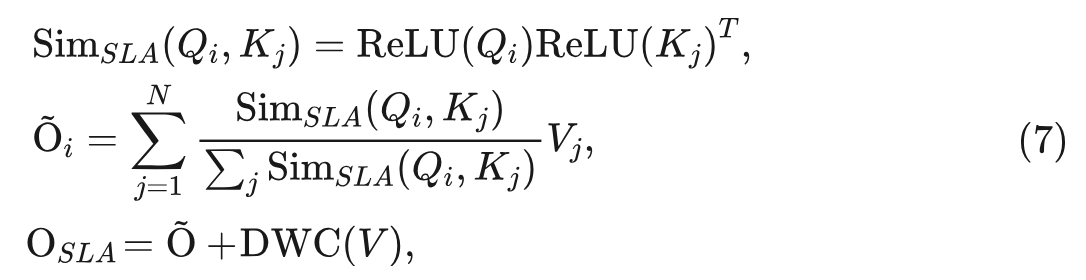 Sim_{SLA}(Q_i, K_j) = ReLU(Q_i)ReLU(K_j)^T,
Õ_i = \sum_{j=1}^{N} \frac{Sim_{SLA}(Q_i, K_j)}{\sum_j Sim_{SLA}(Q_i, K_j)} V_j, (7)
O_{SLA} = Õ + DWC(V),